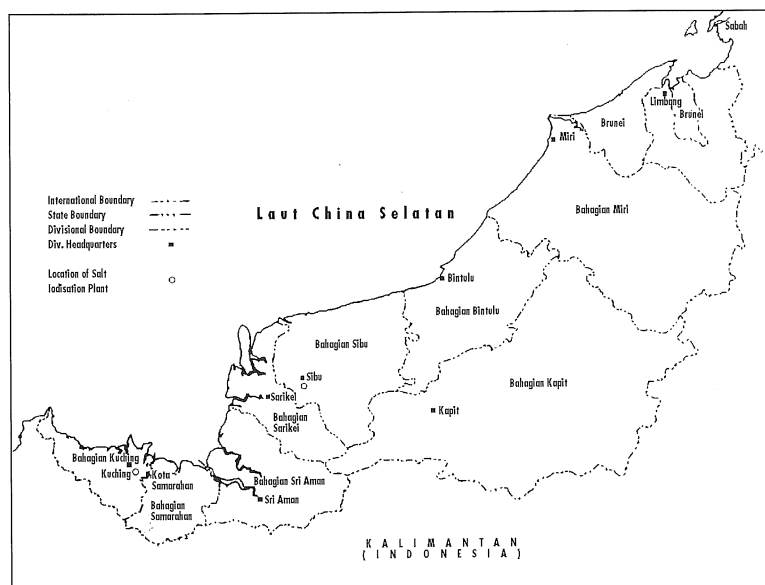 Sabah
Limbang
Brunei
Brunei
Miri
International Boundary
State Boundary
Divisional Boundary
Div. Headquarters
Location of Salt
Iodisation Plant
Laut China Selatan
Bahagian Miri
Bintulu
Bahagian Bintulu
Bahagian Sibu
Sibu
Bahagian Kapit
Kapit
Sarikei
Bahagian
Sarikei
Bahagian Kuching
Kuching
Kota
Samarahan
Bahagian
Samarahan
Bahagian Sri Aman
Sri Aman
KALIMANTAN
(INDONESIA)